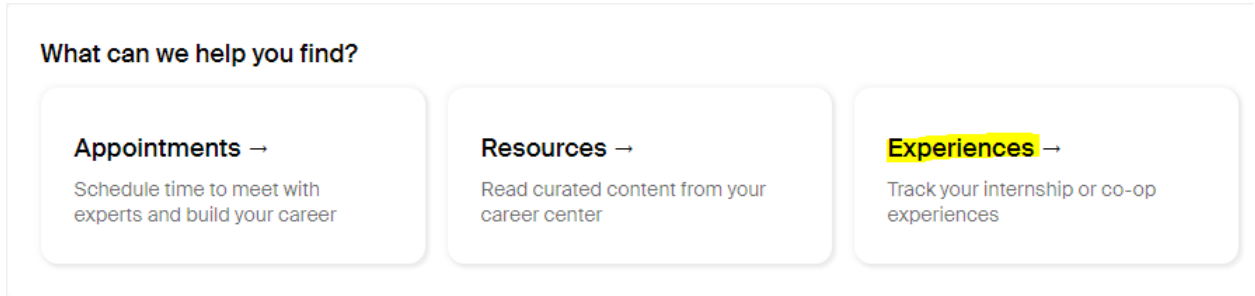 What can we help you find?
Appointments →
Schedule time to meet with
experts and build your career
Resources →
Read curated content from your
career center
Experiences →
Track your internship or co-op
experiences